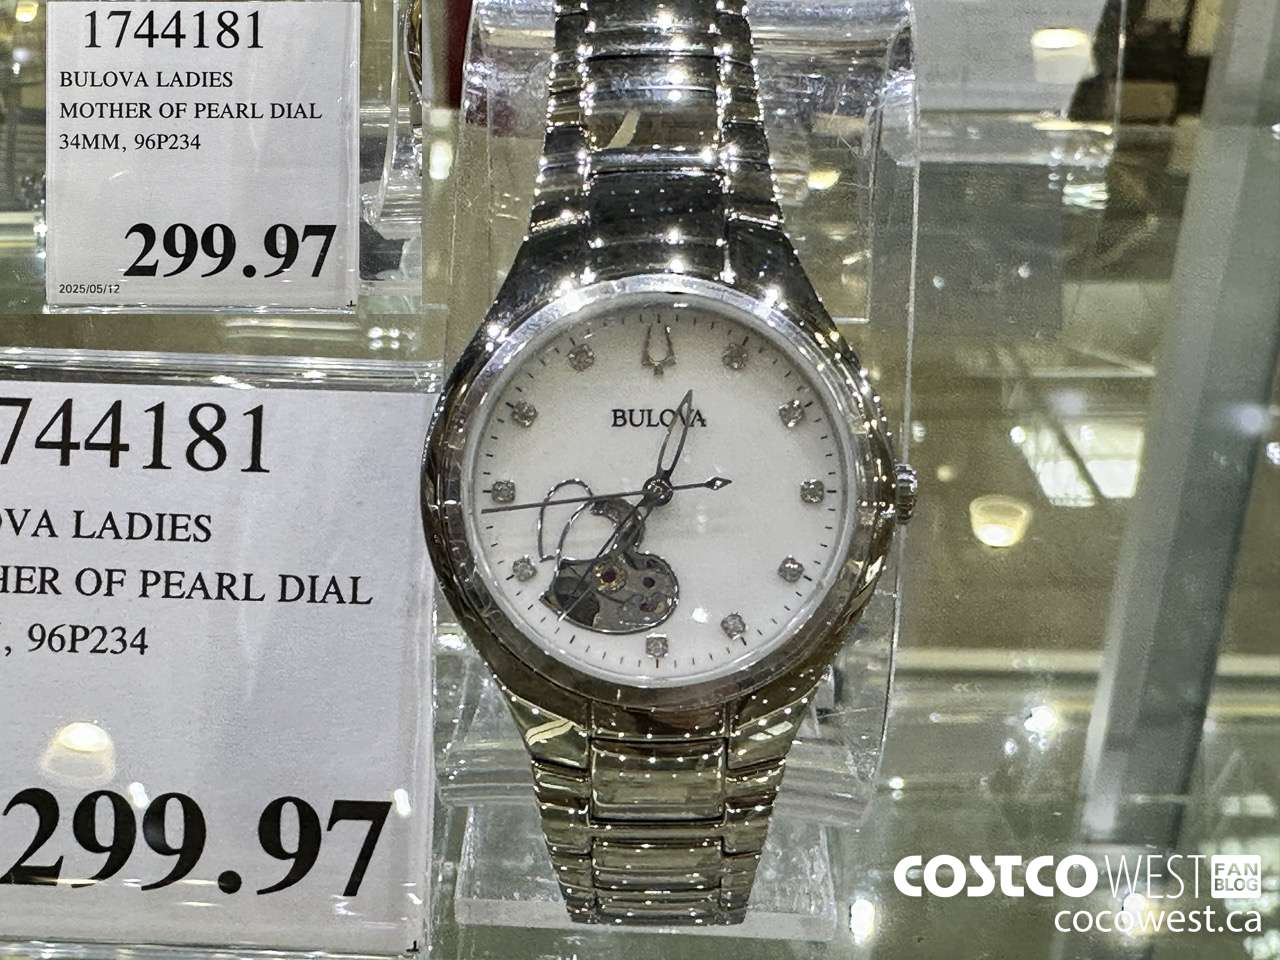 1744181
BULOVA LADIES
MOTHER OF PEARL DIAL
34MM, 96P234
299.97
2025/05/12
744181
OVA LADIES
HER OF PEARL DIAL
, 96P234
299.97
BULOVA
COSTCO WEST FAN BLOG
cocowest.ca